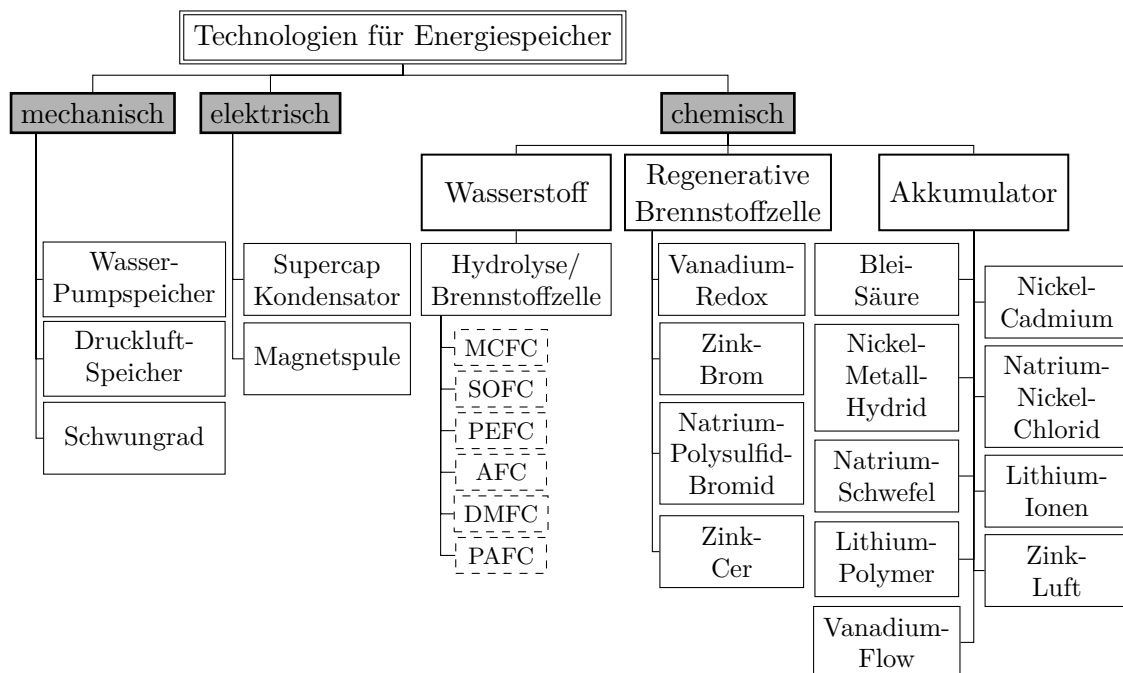 Technologien für Energiespeicher
mechanisch
elektrisch
chemisch
Wasserstoff
Regenerative
Brennstoffzelle
Akkumulator
Wasser-
Pumpspeicher
Druckluft-
Speicher
Schwungrad
Supercap
Kondensator
Magnetspule
Hydrolyse/
Brennstoffzelle
MCFC
SOFC
PEFC
AFC
DMFC
PAFC
Vanadium-
Redox
Zink-
Brom
Natrium-
Polysulfid-
Bromid
Zink-
Cer
Blei-
Säure
Nickel-
Metall-
Hydrid
Natrium-
Schwefel
Lithium-
Polymer
Vanadium-
Flow
Nickel-
Cadmium
Natrium-
Nickel-
Chlorid
Lithium-
Ionen
Zink-
Luft